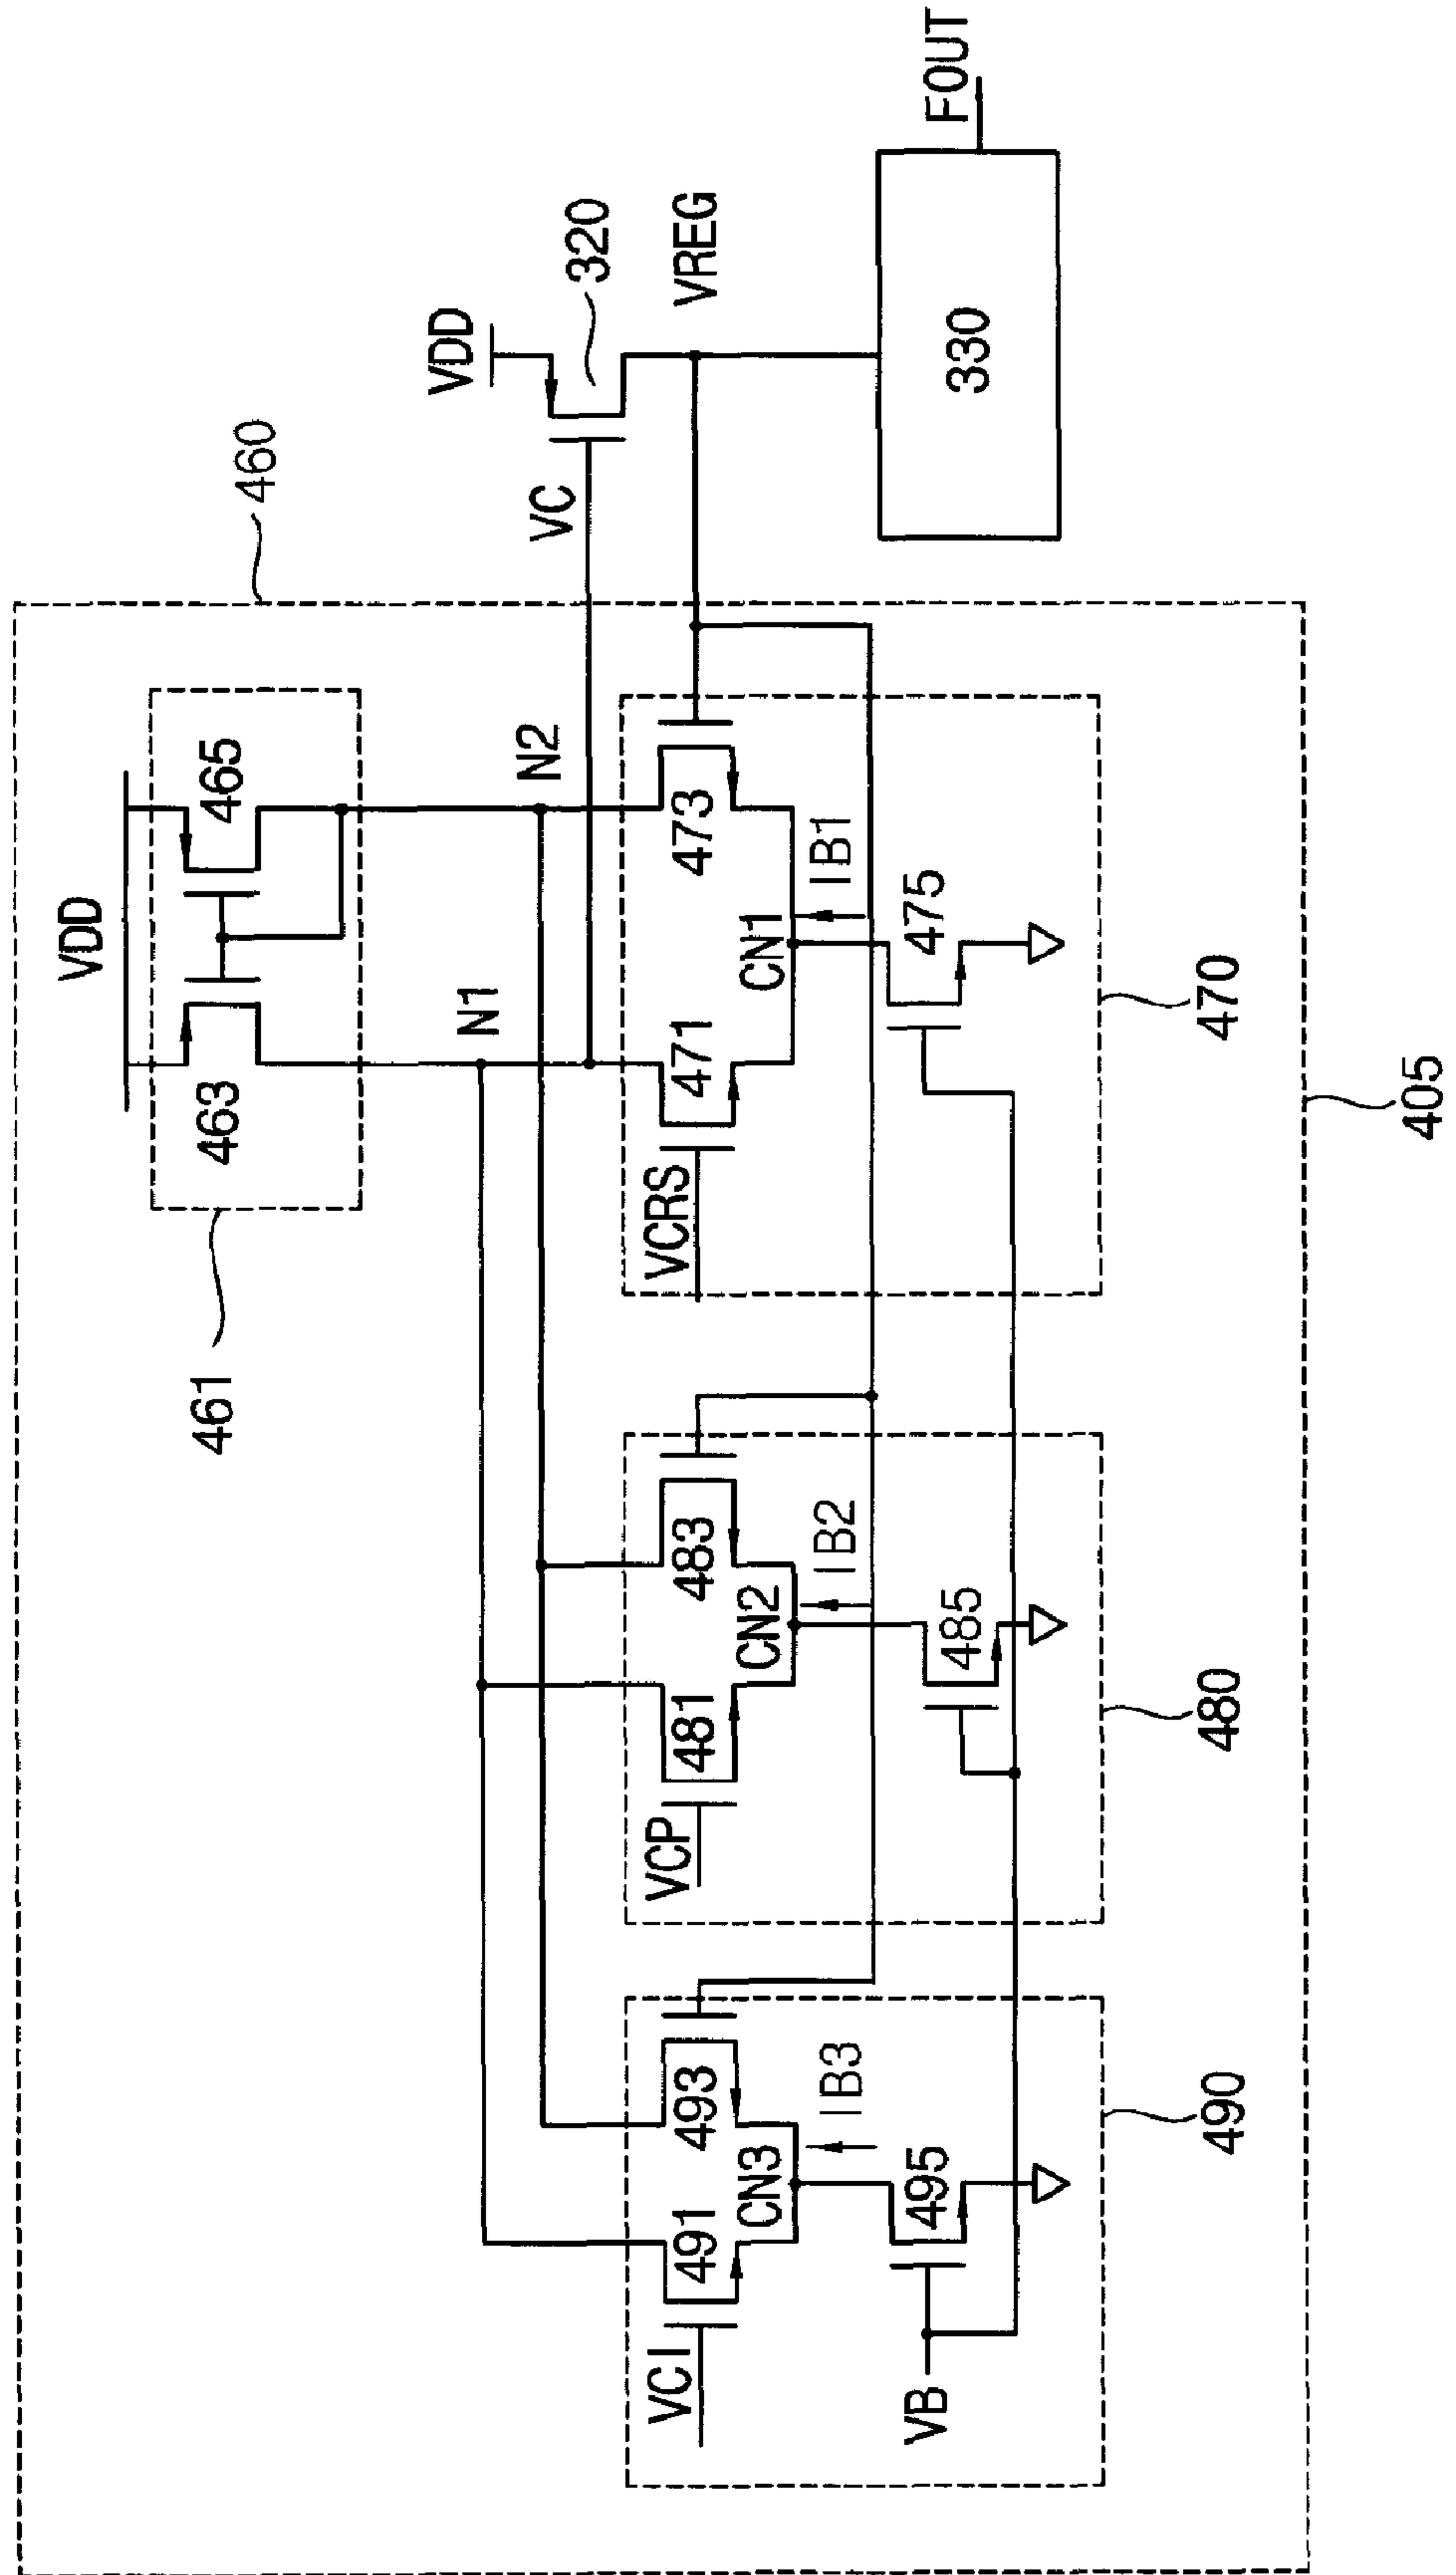 460
VDD
463
465
461
N1
N2
VC
VDD
320
VREG
330
FOUT
VCI
491
493
CN3
IB3
495
VB
490
VCP
481
483
CN2
IB2
485
480
VCRS
471
473
CN1
IB1
475
470
405